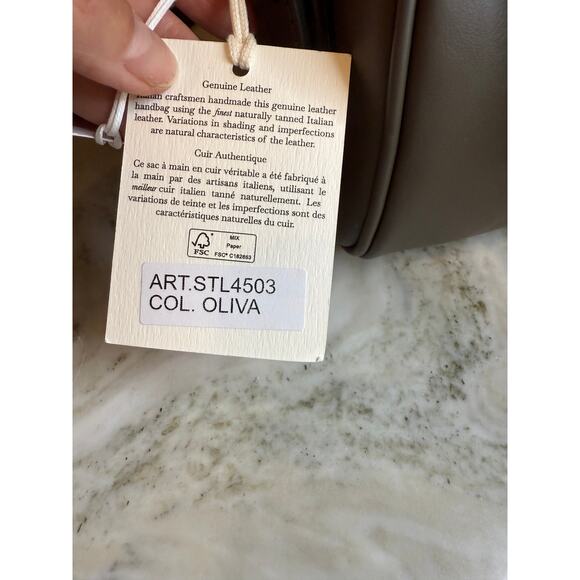 Genuine Leather
Italian craftsmen handmade this genuine leather
handbag using the finest naturally tanned Italian
leather. Variations in shading and imperfections
are natural characteristics of the leather.
Cuir Authentique
Ce sac à main en cuir véritable a été fabriqué à
la main par des artisans italiens, utilisant le
meilleur cuir italien tanné naturellement. Les
variations de teinte et les imperfections sont des
caractéristiques naturelles du cuir.
FSC
MIX
Paper
FSC® C162653
ART.STL4503
COL. OLIVA